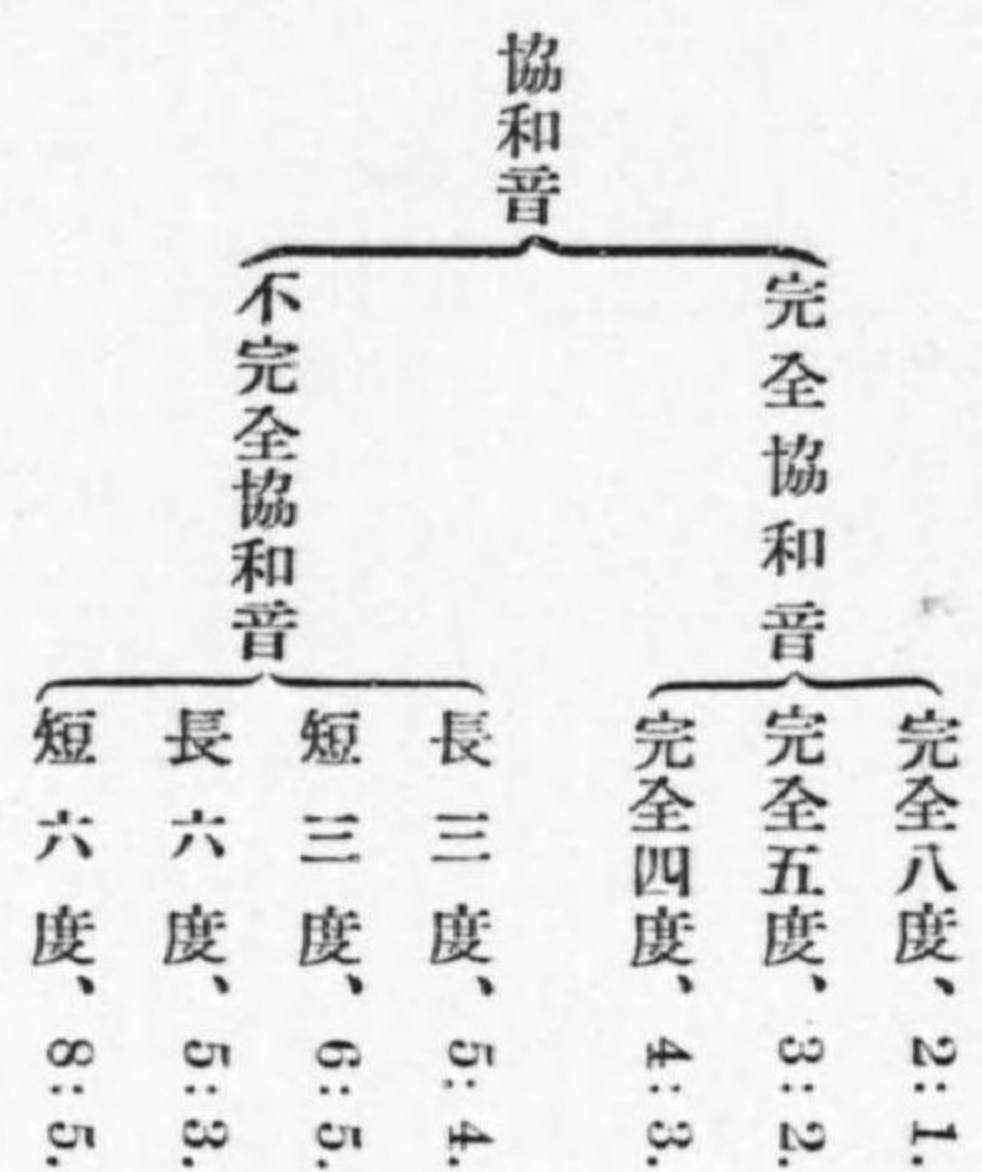 協和音
完全協和音
完全八度、2:1.
完全五度、3:2.
完全四度、4:3.
不完全協和音
長三度、5:4.
短三度、6:5.
長六度、5:3.
短六度、8:5.